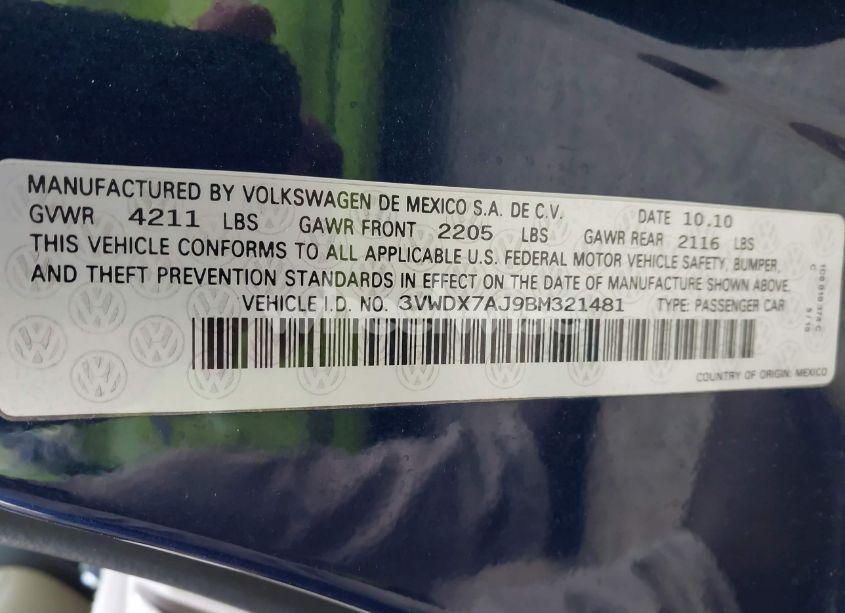 MANUFACTURED BY VOLKSWAGEN DE MEXICO S.A. DE C.V. DATE 10.10
GVWR 4211 LBS GAWR FRONT 2205 LBS GAWR REAR 2116 LBS
THIS VEHICLE CONFORMS TO ALL APPLICABLE U.S. FEDERAL MOTOR VEHICLE SAFETY, BUMPER,
AND THEFT PREVENTION STANDARDS IN EFFECT ON THE DATE OF MANUFACTURE SHOWN ABOVE.
VEHICLE I.D. NO. 3VWDX7AJ9BM321481 TYPE: PASSENGER CAR
COUNTRY OF ORIGIN: MEXICO